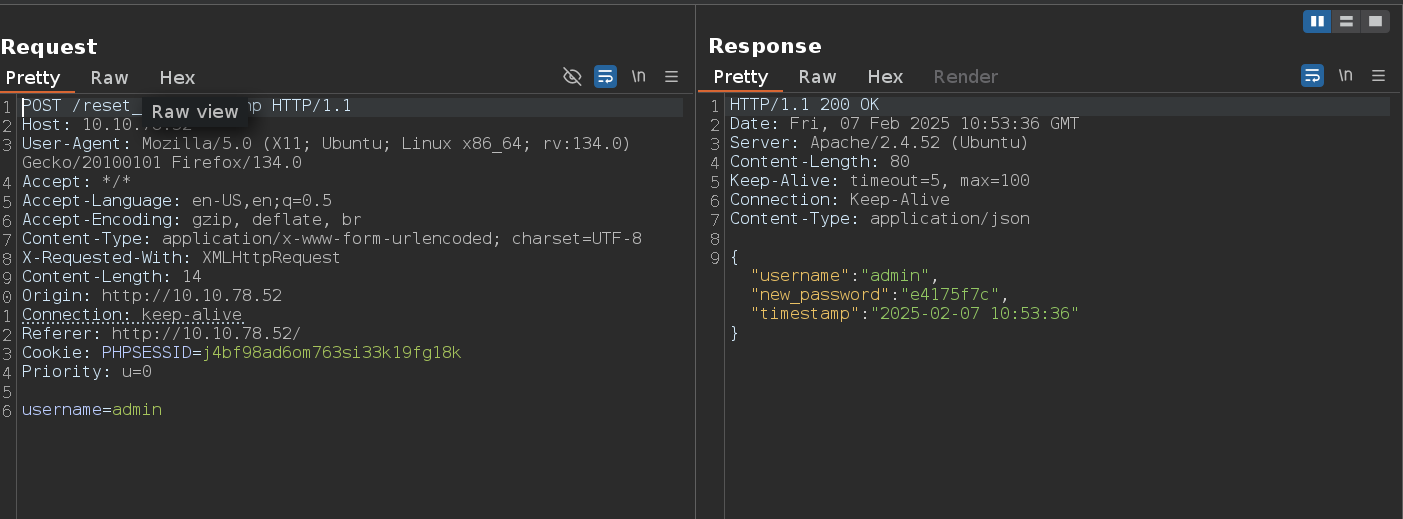 Request
Pretty Raw Hex \n
1 POST /reset_ HTTP/1.1
Raw view
2 Host: 10.10.78.52
3 User-Agent: Mozilla/5.0 (X11; Ubuntu; Linux x86_64; rv:134.0)
Gecko/20100101 Firefox/134.0
4 Accept: */*
5 Accept-Language: en-US,en;q=0.5
6 Accept-Encoding: gzip, deflate, br
7 Content-Type: application/x-www-form-urlencoded; charset=UTF-8
8 X-Requested-With: XMLHttpRequest
9 Content-Length: 14
0 Origin: http://10.10.78.52
1 Connection: keep-alive
2 Referer: http://10.10.78.52/
3 Cookie: PHPSESSID=j4bf98ad6om763si33k19fg18k
4 Priority: u=0
5
6 username=admin
Response
Pretty Raw Hex Render \n
1 HTTP/1.1 200 OK
2 Date: Fri, 07 Feb 2025 10:53:36 GMT
3 Server: Apache/2.4.52 (Ubuntu)
4 Content-Length: 80
5 Keep-Alive: timeout=5, max=100
6 Connection: Keep-Alive
7 Content-Type: application/json
8
9 {
"username":"admin",
"new_password":"e4175f7c",
"timestamp":"2025-02-07 10:53:36"
}